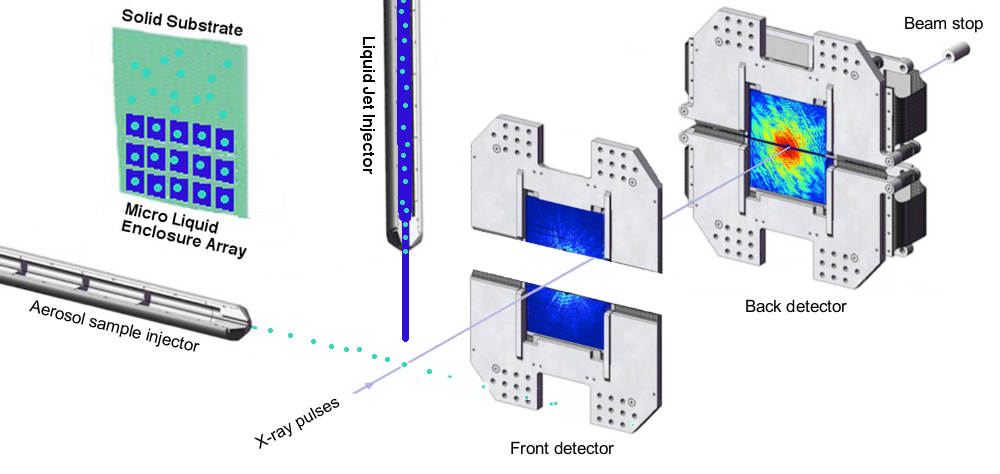 Solid Substrate
Micro Liquid
Enclosure Array
Liquid Jet Injector
Aerosol sample injector
X-ray pulses
Front detector
Back detector
Beam stop